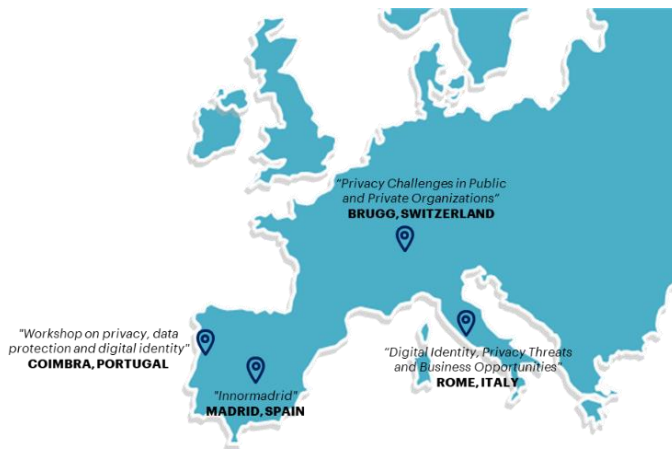 "Privacy Challenges in Public
and Private Organizations"
BRUGG, SWITZERLAND
"Workshop on privacy, data
protection and digital identity"
COIMBRA, PORTUGAL
"Innormadrid"
MADRID, SPAIN
"Digital Identity, Privacy Threats
and Business Opportunities"
ROME, ITALY